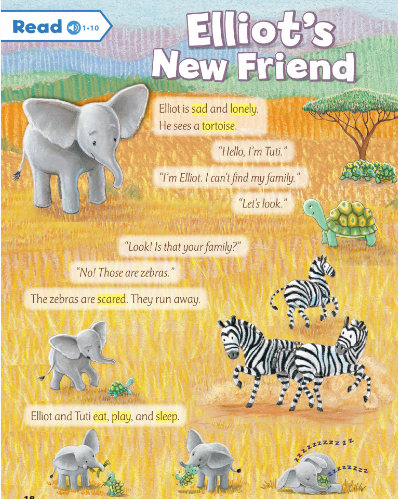 Read 1-10
Elliot's
New Friend
Elliot is sad and lonely.
He sees a tortoise.
"Hello, I'm Tuti."
"I'm Elliot. I can't find my family."
"Let's look."
"Look! Is that your family?"
"No! Those are zebras."
The zebras are scared. They run away.
Elliot and Tuti eat, play, and sleep.
zzzzzzzzzzzz
18